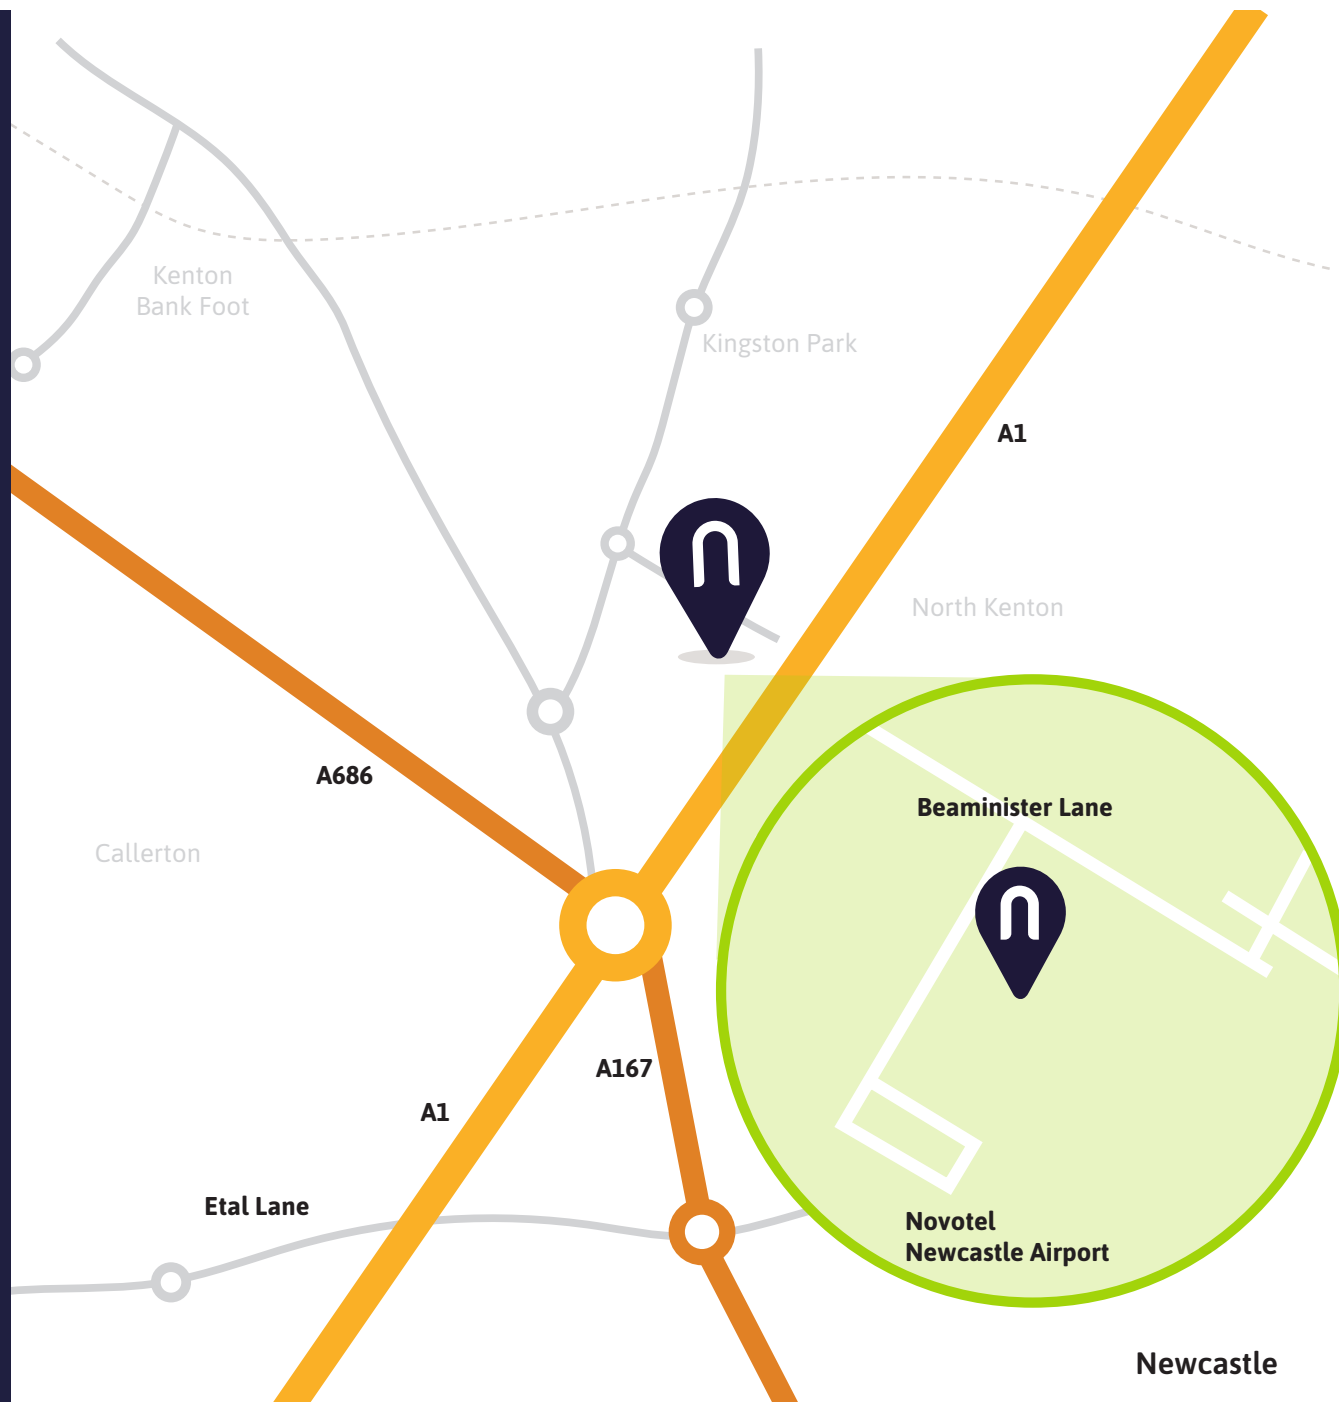 Kenton
Bank Foot
Kingston Park
A1
North Kenton
A686
Beaminister Lane
Callerton
A167
A1
Etal Lane
Novotel
Newcastle Airport
Newcastle